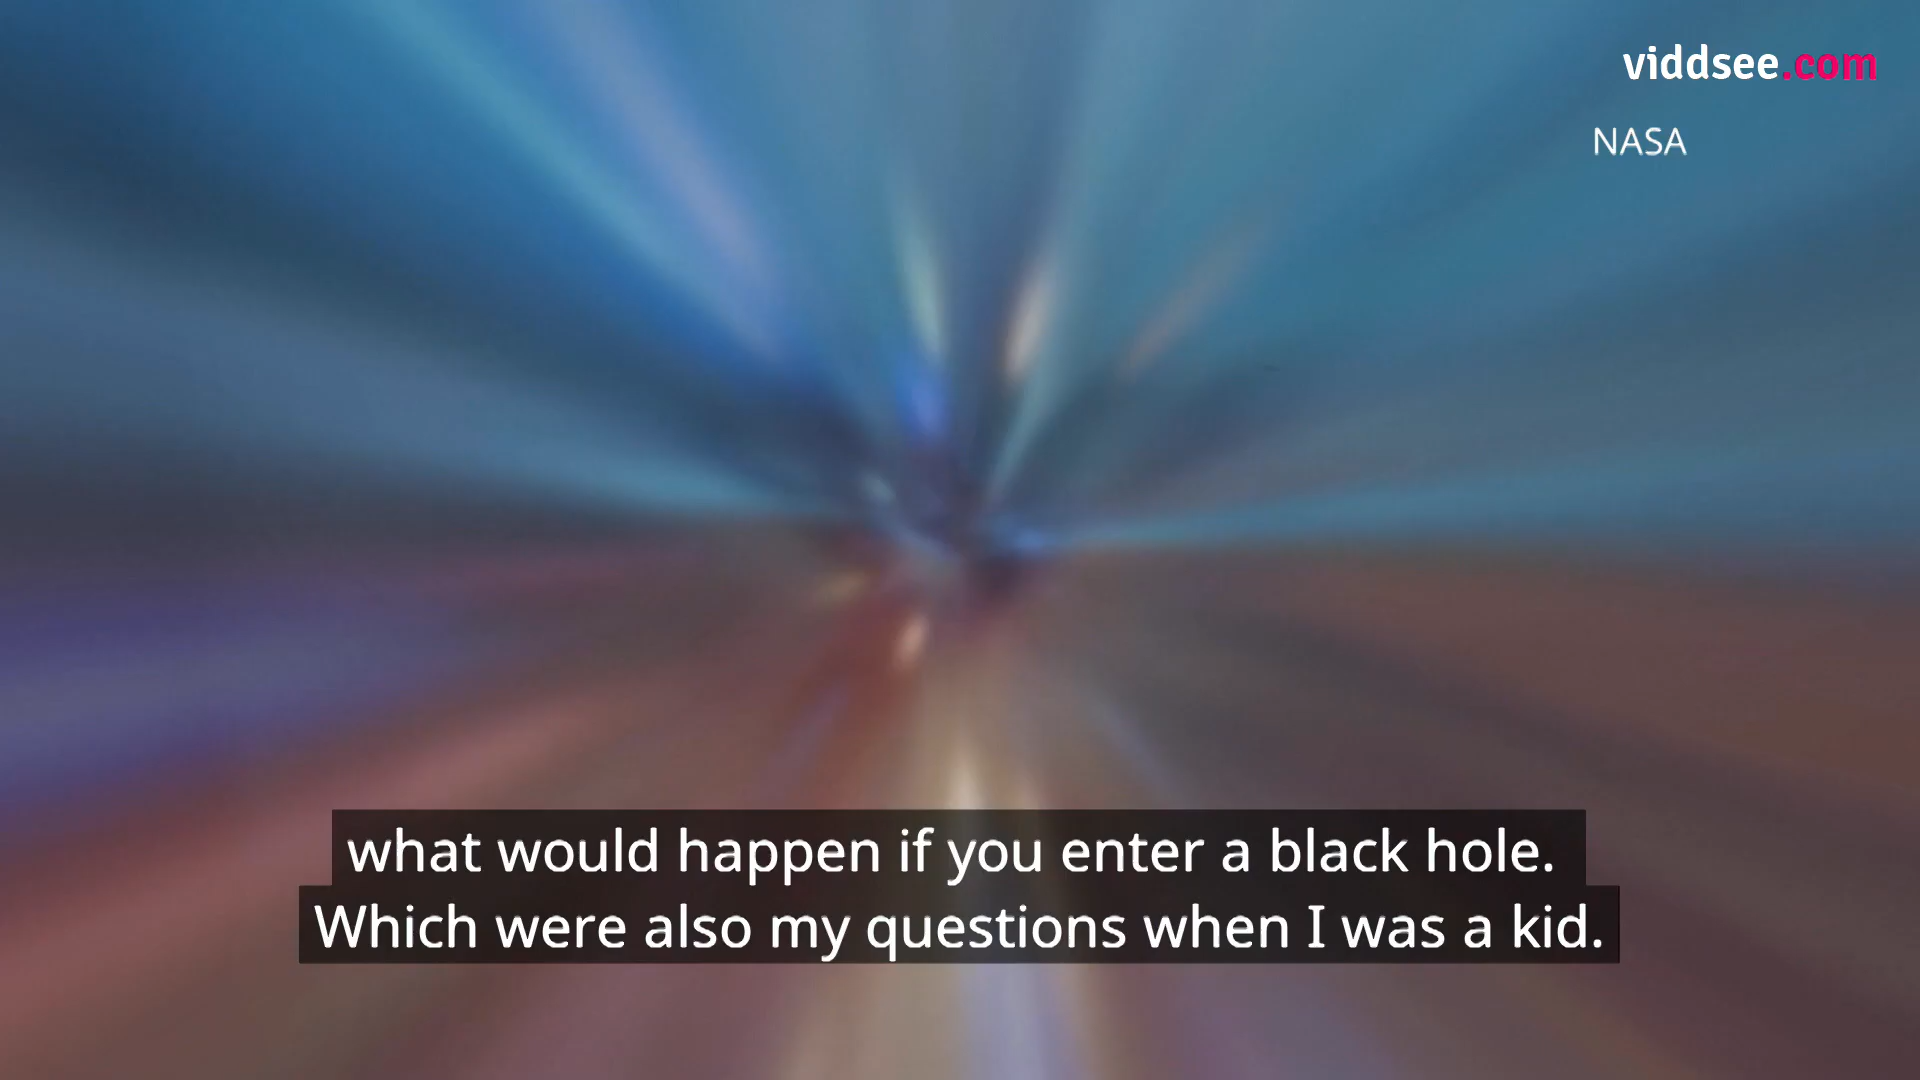 viddsee.com
NASA
what would happen if you enter a black hole.
Which were also my questions when I was a kid.